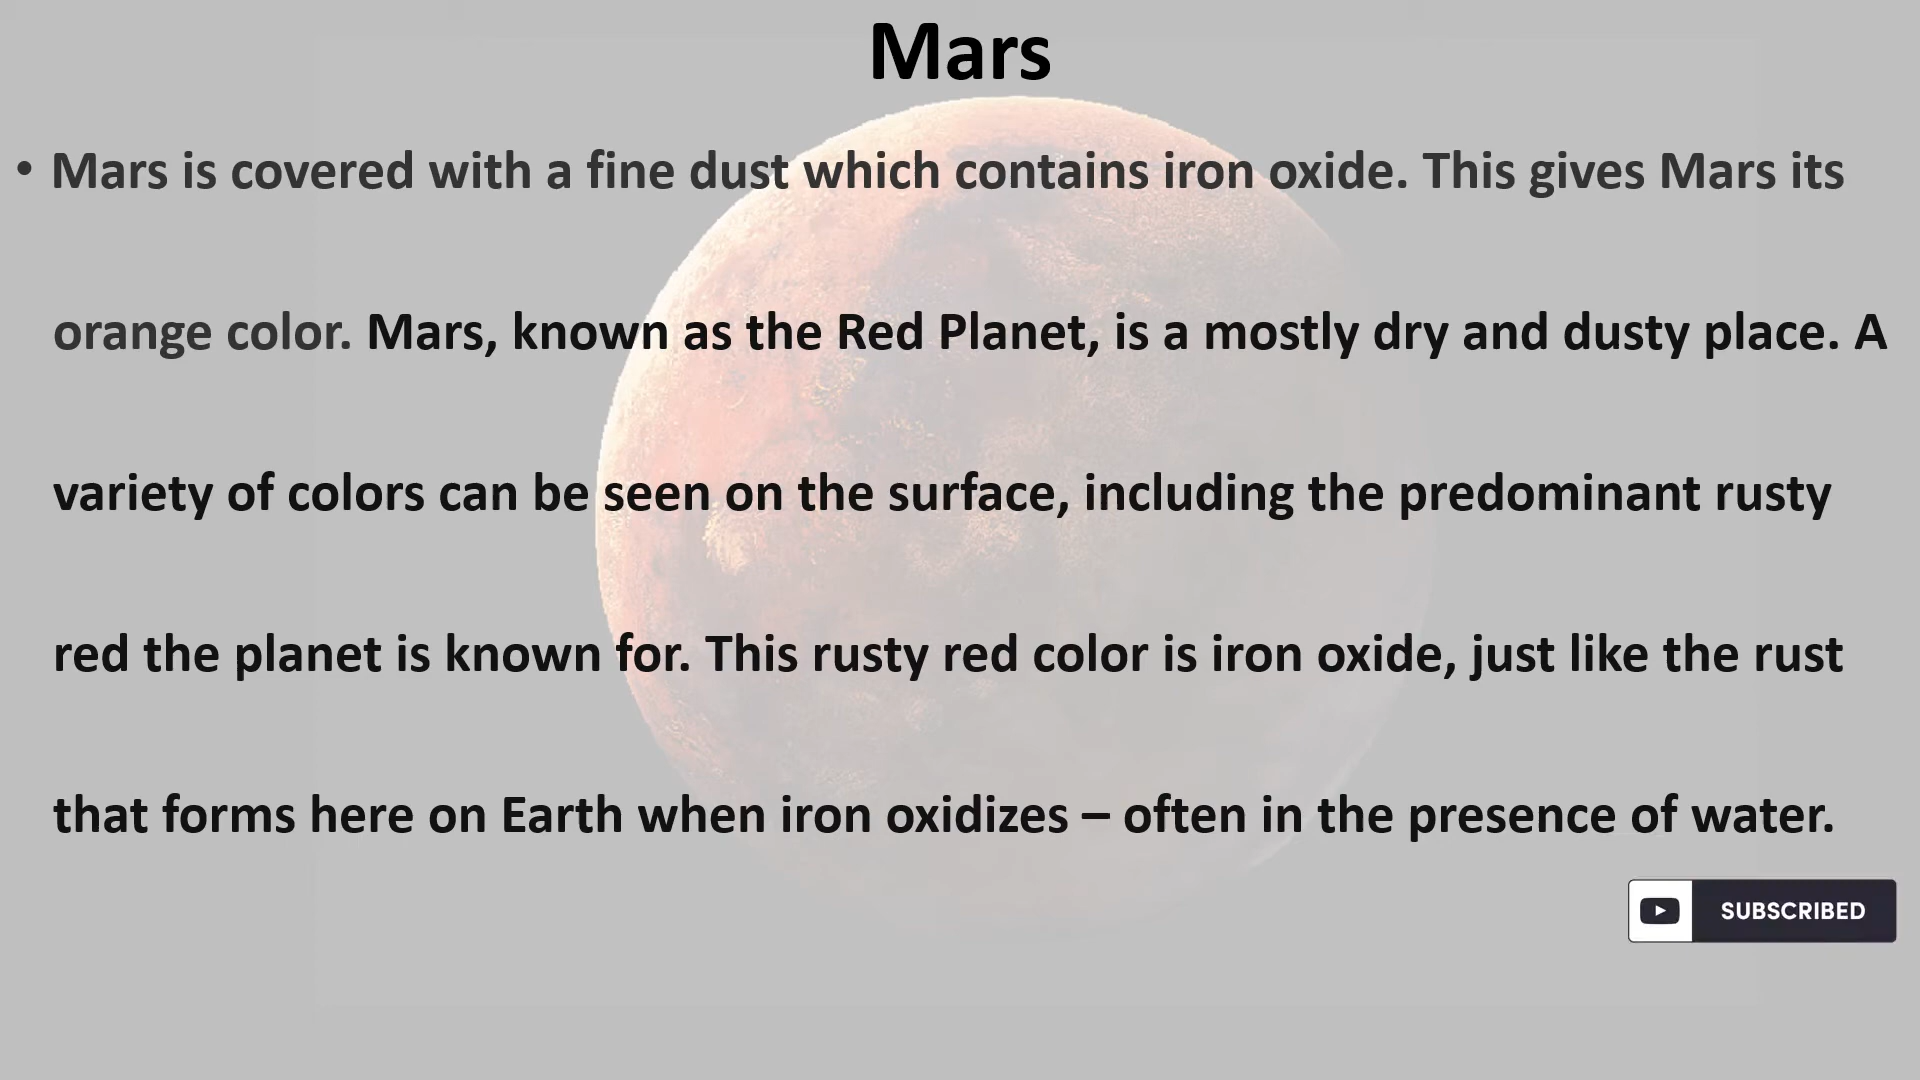 Mars
• Mars is covered with a fine dust which contains iron oxide. This gives Mars its
orange color. Mars, known as the Red Planet, is a mostly dry and dusty place. A
variety of colors can be seen on the surface, including the predominant rusty
red the planet is known for. This rusty red color is iron oxide, just like the rust
that forms here on Earth when iron oxidizes – often in the presence of water.
SUBSCRIBED